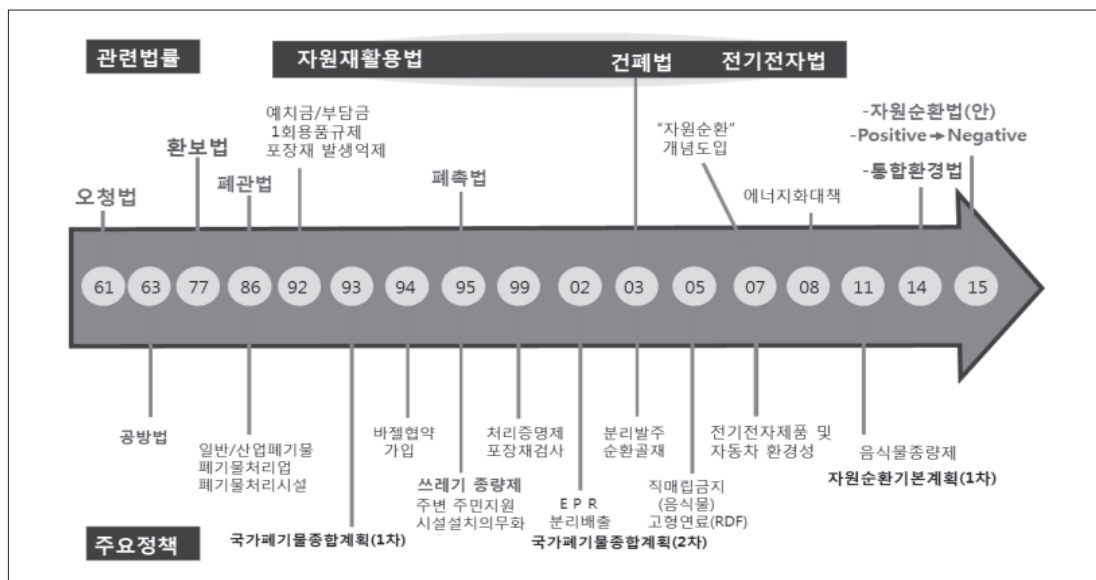 관련법률
자원재활용법 건폐법 전기전자법
예치금/부담금
1회용품규제
포장재 발생억제
-자원순환법(안)
-Positive→Negative
"자원순환"
개념도입
환보법
폐관법
폐촉법
-통합환경법
오청법
에너지화대책
61 63 77 86 92 93 94 95 99 02 03 05 07 08 11 14 15
공방법
일반/산업폐기물
폐기물처리업
폐기물처리시설
국가폐기물종합계획(1차)
바젤협약
가입
쓰레기 종량제
주변 주민지원
시설설치의무화
처리증명제
포장재검사
E P R
분리배출
국가폐기물종합계획(2차)
분리발주
순환골재
직매립금지
(음식물)
고형연료(RDF)
전기전자제품 및
자동차 환경성
음식물종량제
자원순환기본계획(1차)
주요정책